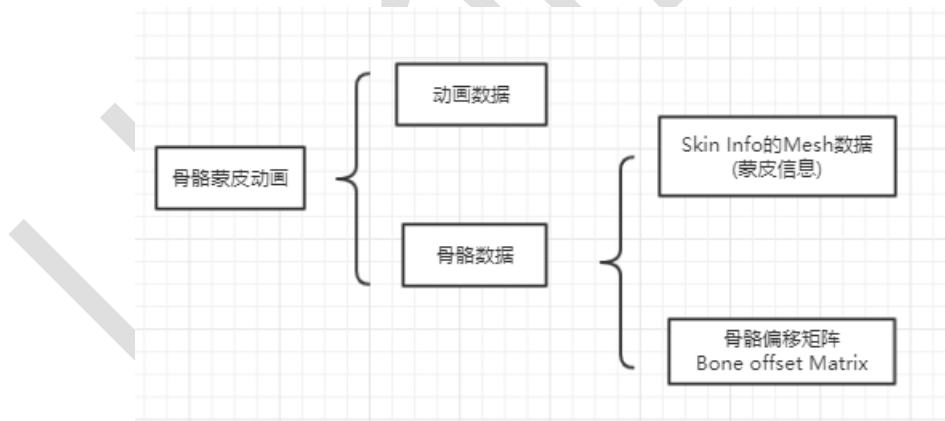 动画数据
骨骼蒙皮动画
Skin Info的Mesh数据
(蒙皮信息)
骨骼数据
骨骼偏移矩阵
Bone offset Matrix